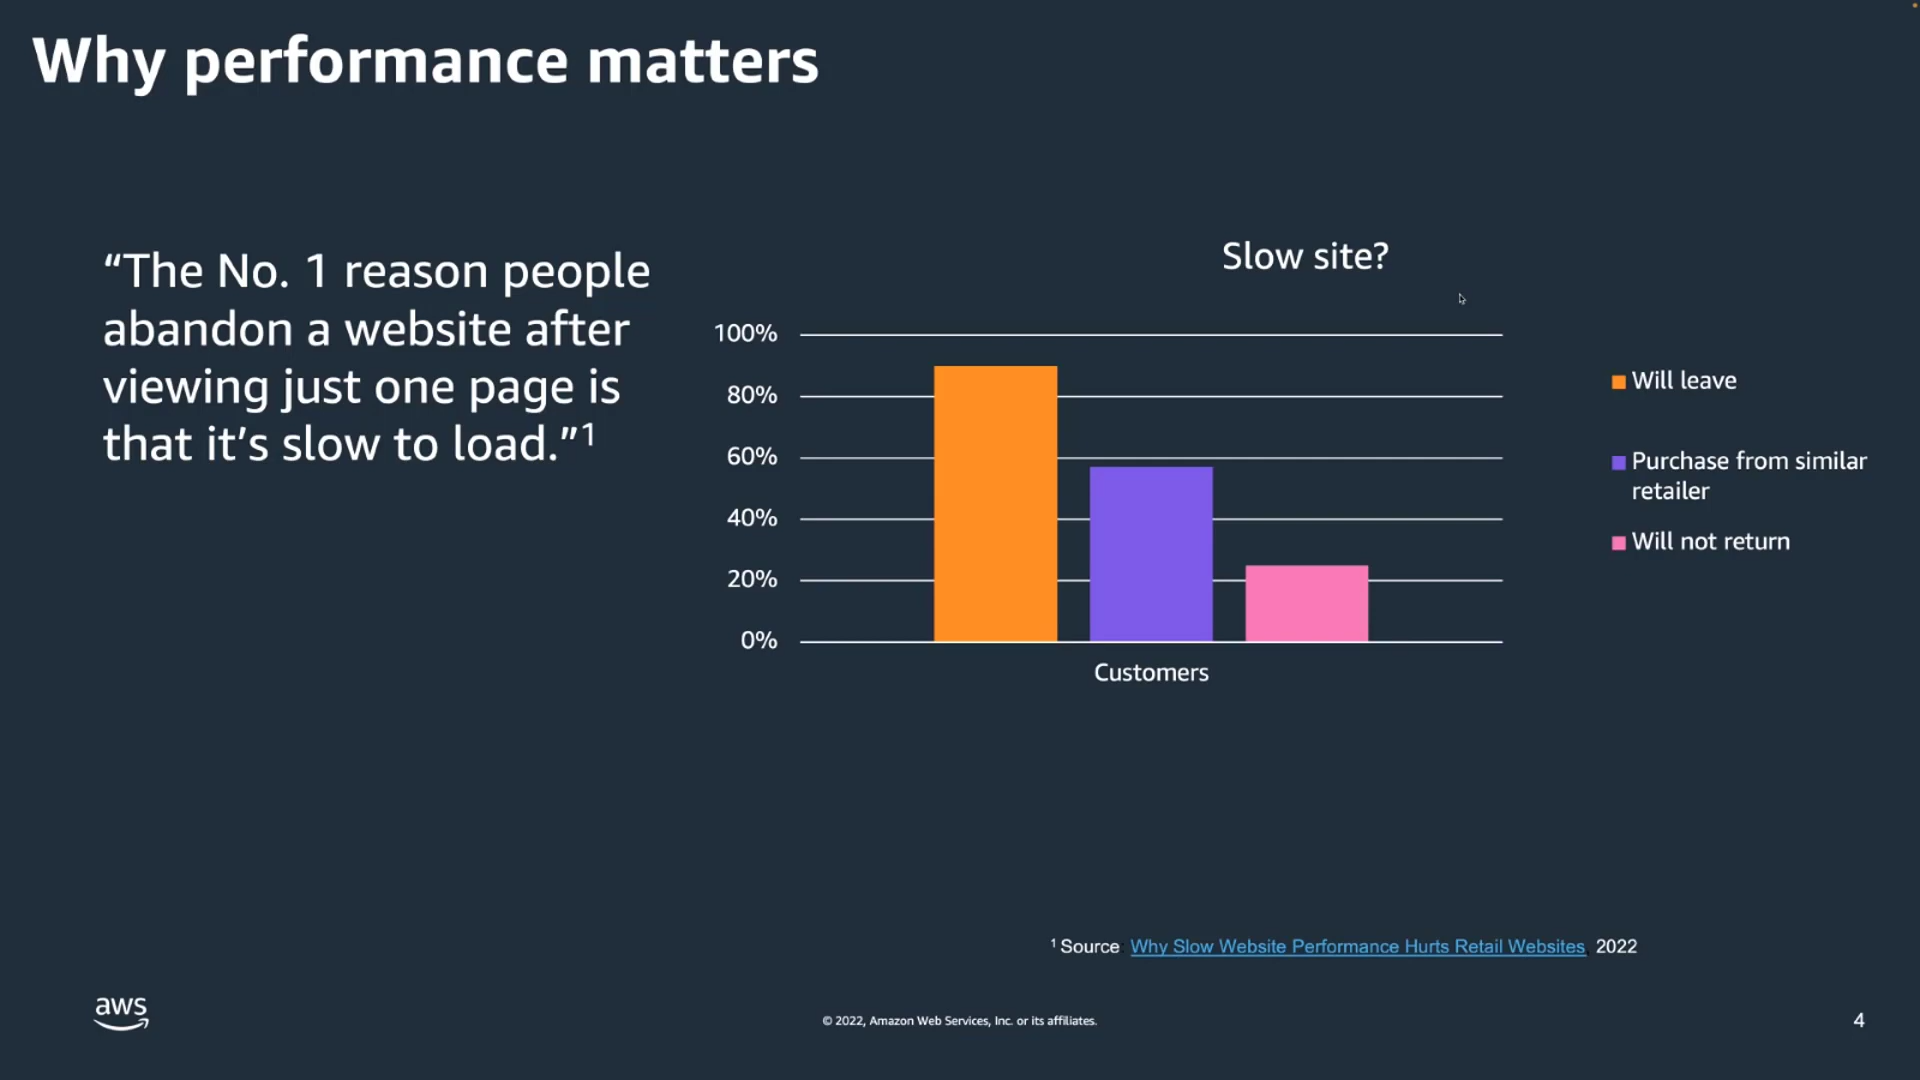 Why performance matters
“The No. 1 reason people
abandon a website after
viewing just one page is
that it’s slow to load.”¹
Slow site?
100%
80%
60%
40%
20%
0%
Customers
Will leave
Purchase from similar
retailer
Will not return
¹ Source: Why Slow Website Performance Hurts Retail Websites, 2022
aws
© 2022, Amazon Web Services, Inc. or its affiliates.
4